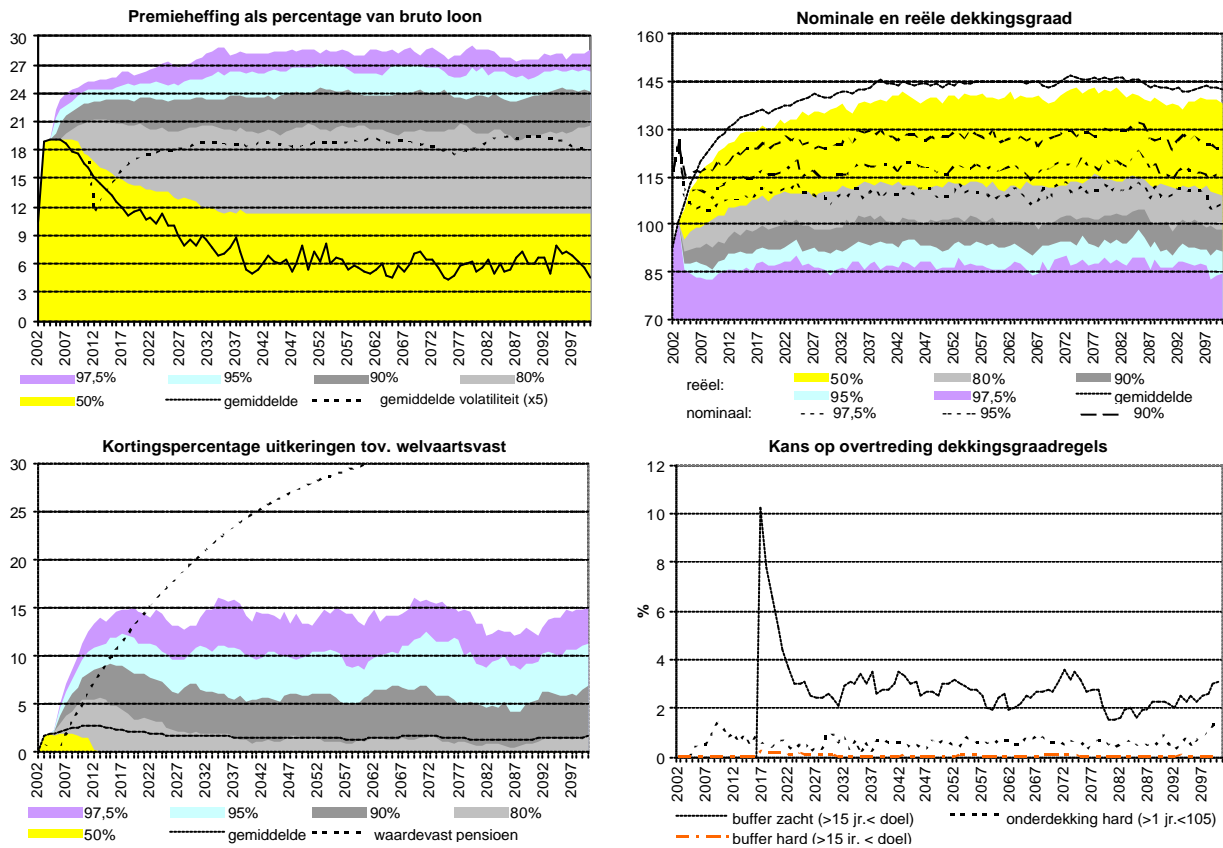 Premieheffing als percentage van bruto loon
30
27
24
21
18
15
12
9
6
3
0
2002 2007 2012 2017 2022 2027 2032 2037 2042 2047 2052 2057 2062 2067 2072 2077 2082 2087 2092 2097
97,5% 95% 90% 80%
50% gemiddelde gemiddelde volatiliteit (x5)
Nominale en reële dekkingsgraad
160
145
130
115
100
85
70
2002 2007 2012 2017 2022 2027 2032 2037 2042 2047 2052 2057 2062 2067 2072 2077 2082 2087 2092 2097
reëel: 50% 80% 90%
95% 97,5% gemiddelde
nominaal: 97,5% 95% 90%
Kortingspercentage uitkeringen tov. welvaartsvast
30
25
20
15
10
5
0
2002 2007 2012 2017 2022 2027 2032 2037 2042 2047 2052 2057 2062 2067 2072 2077 2082 2087 2092 2097
97,5% 95% 90% 80%
50% gemiddelde waardevast pensioen
Kans op overtreding dekkingsgraadregels
12
10
8
6
4
2
0
%
2002 2007 2012 2017 2022 2027 2032 2037 2042 2047 2052 2057 2062 2067 2072 2077 2082 2087 2092 2097
buffer zacht (>15 jr.< doel) onderdekking hard (>1 jr.<105)
buffer hard (>15 jr. < doel)